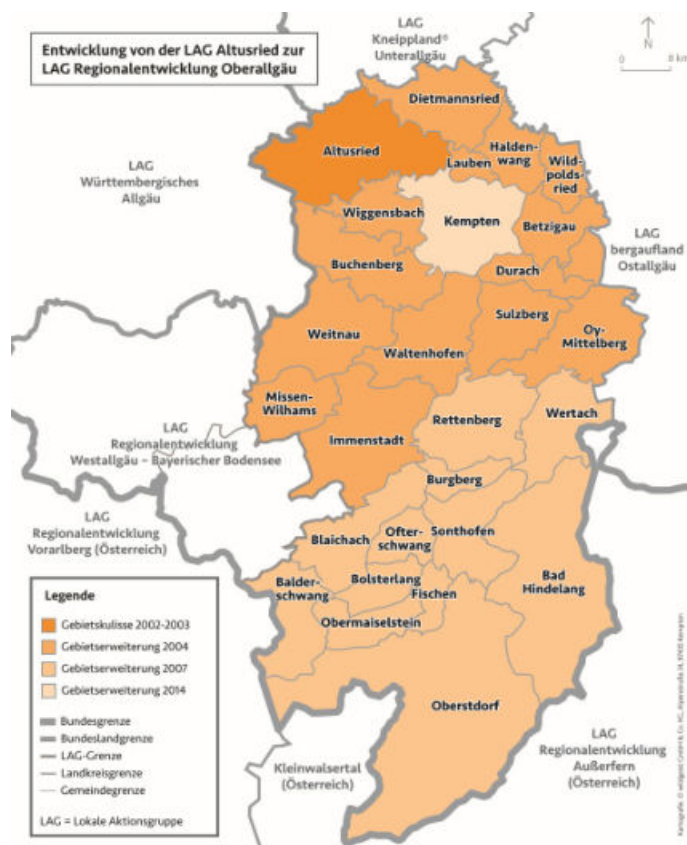 Entwicklung von der LAG Altusried zur
LAG Regionalentwicklung Oberallgäu
LAG
Kneippland®
Unterallgäu
N
0 8 km
Dietmannsried
Altusried
Lauben
Halden-
wang
Wild-
polds-
ried
LAG
Württembergisches
Allgäu
Wiggensbach
Kempten
Betzigau
LAG
bergaufland
Ostallgäu
Buchenberg
Durach
Weitnau
Waltenhofen
Sulzberg
Oy-
Mittelberg
Missen-
Wilhams
Immenstadt
Rettenberg
Wertach
LAG
Regionalentwicklung
Westallgäu – Bayerischer Bodensee
Burgberg
LAG
Regionalentwicklung
Vorarlberg (Österreich)
Blaichach
Ofter-
schwang
Sonthofen
Balder-
schwang
Bolsterlang
Fischen
Bad
Hindelang
Obermaiselstein
Oberstdorf
Kleinwalsertal
(Österreich)
LAG
Regionalentwicklung
Außerfern
(Österreich)
Legende
Gebietskulisse 2002-2003
Gebietserweiterung 2004
Gebietserweiterung 2007
Gebietserweiterung 2014
Bundesgrenze
Bundeslandgrenze
LAG-Grenze
Landkreisgrenze
Gemeindegrenze
LAG = Lokale Aktionsgruppe